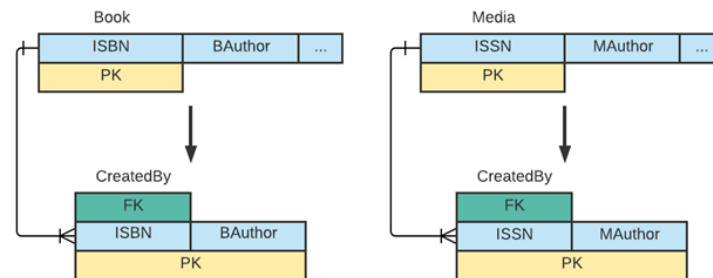 Book
ISBN BAuthor ...
PK
CreatedBy
FK
ISBN BAuthor
PK
Media
ISSN MAuthor ...
PK
CreatedBy
FK
ISSN MAuthor
PK